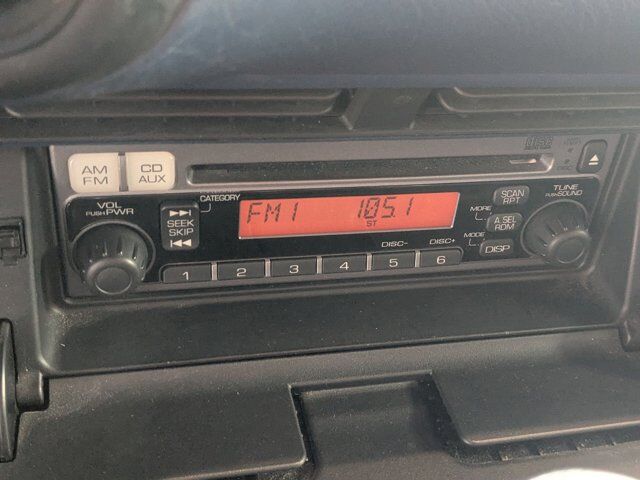 DISC
AM
FM
CD
AUX
VOL
PUSH PWR
CATEGORY
SEEK
SKIP
FM1 105.1
ST
SCAN
RPT
MORE
A.SEL
RDM
MODE
DISP
TUNE
PUSH SOUND
DISC- DISC+
1 2 3 4 5 6